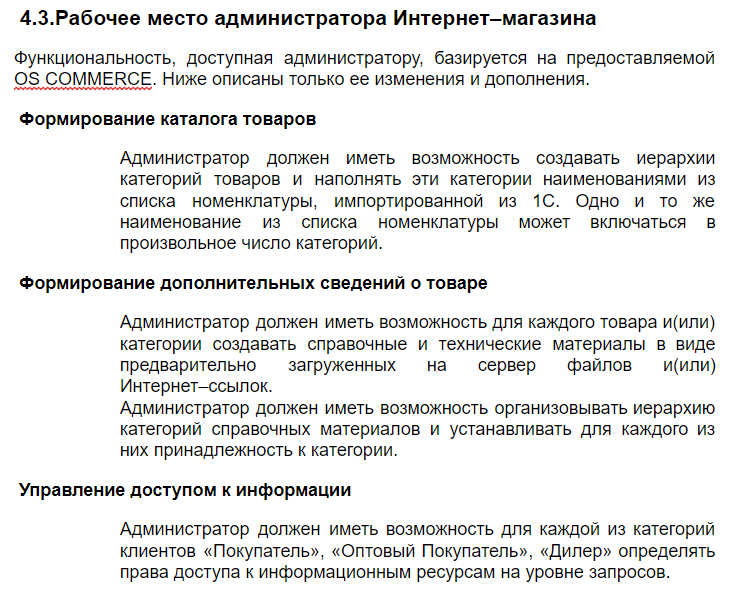 4.3.Рабочее место администратора Интернет–магазина
Функциональность, доступная администратору, базируется на предоставляемой
OS COMMERCE. Ниже описаны только ее изменения и дополнения.
Формирование каталога товаров
Администратор должен иметь возможность создавать иерархии
категорий товаров и наполнять эти категории наименованиями из
списка номенклатуры, импортированной из 1С. Одно и то же
наименование из списка номенклатуры может включаться в
произвольное число категорий.
Формирование дополнительных сведений о товаре
Администратор должен иметь возможность для каждого товара и(или)
категории создавать справочные и технические материалы в виде
предварительно загруженных на сервер файлов и(или)
Интернет–ссылок.
Администратор должен иметь возможность организовывать иерархию
категорий справочных материалов и устанавливать для каждого из
них принадлежность к категории.
Управление доступом к информации
Администратор должен иметь возможность для каждой из категорий
клиентов «Покупатель», «Оптовый Покупатель», «Дилер» определять
права доступа к информационным ресурсам на уровне запросов.